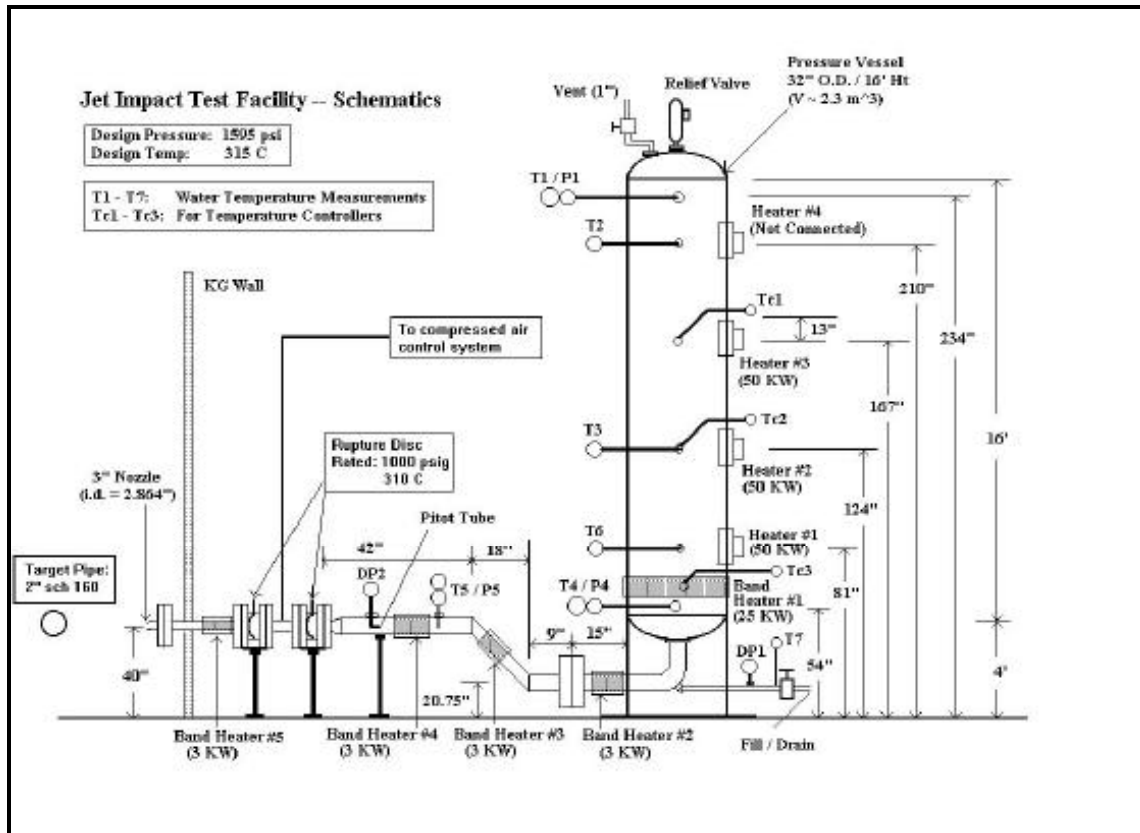 Jet Impact Test Facility -- Schematics
Design Pressure: 1595 psi
Design Temp: 315 C
T1 - T7: Water Temperature Measurements
Tc1 - Tc3: For Temperature Controllers
Vent (1")
Relief Valve
Pressure Vessel
32" O.D. / 16' Ht
(V ~ 2.3 m^3)
T1 / P1
T2
Heater #4
(Not Connected)
KG Wall
To compressed air
control system
Tc1
13"
210"
234"
Heater #3
(50 KW)
167"
16'
Tc2
T3
Heater #2
(50 KW)
124"
Rupture Disc
Rated: 1000 psig
310 C
3" Nozzle
(i.d. = 2.864")
Pitot Tube
42"
18"
T6
Heater #1
(50 KW)
Target Pipe:
2" sch 160
DP2
T5 / P5
T4 / P4
Tc3
Band
Heater #1
(25 KW)
81"
9"
15"
DP1
T7
54"
4'
40"
20.75"
Band Heater #5
(3 KW)
Band Heater #4
(3 KW)
Band Heater #3
(3 KW)
Band Heater #2
(3 KW)
Fill / Drain